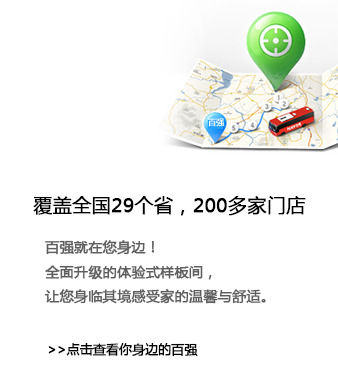 百强
覆盖全国29个省，200多家门店
百强就在您身边！
全面升级的体验式样板间，
让您身临其境感受家的温馨与舒适。
>>点击查看你身边的百强